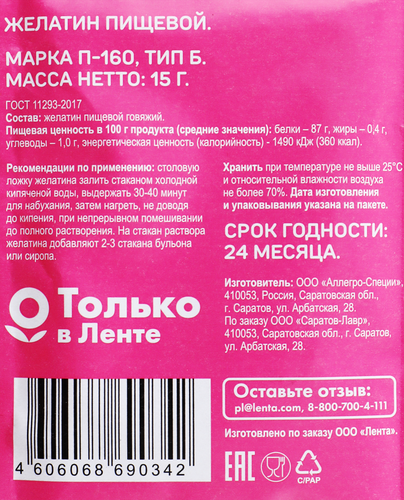 ЖЕЛАТИН ПИЩЕВОЙ.
МАРКА П-160, ТИП Б.
МАССА НЕТТО: 15 Г.
ГОСТ 11293-2017
Состав: желатин пищевой говяжий.
Пищевая ценность в 100 г продукта (средние значения): белки – 87 г, жиры – 0,4 г,
углеводы – 1,0 г, энергетическая ценность (калорийность) - 1490 кДж (360 ккал).
Рекомендации по применению: столовую
ложку желатина залить стаканом холодной
кипяченой воды, выдержать 30-40 минут
для набухания, затем нагреть, не доводя
до кипения, при непрерывном помешивании
до полного растворения. На стакан раствора
желатина добавляют 2-3 стакана бульона
или сиропа.
Хранить при температуре не выше 25°С
и относительной влажности воздуха
не более 70%. Дата изготовления
и упаковывания указана на пакете.
СРОК ГОДНОСТИ:
24 МЕСЯЦА.
Изготовитель: ООО «Аллегро-Специи»,
410053, Россия, Саратовская обл.,
г. Саратов, ул. Арбатская, 28.
По заказу ООО «Саратов-Лавр»,
410053, Саратовская обл.,
г. Саратов, ул. Арбатская, 28.
Только
в Ленте
Оставьте отзыв:
pl@lenta.com, 8-800-700-4-111
Изготовлено по заказу ООО «Лента».
4 606068 690342
ЕАС
C/PAP